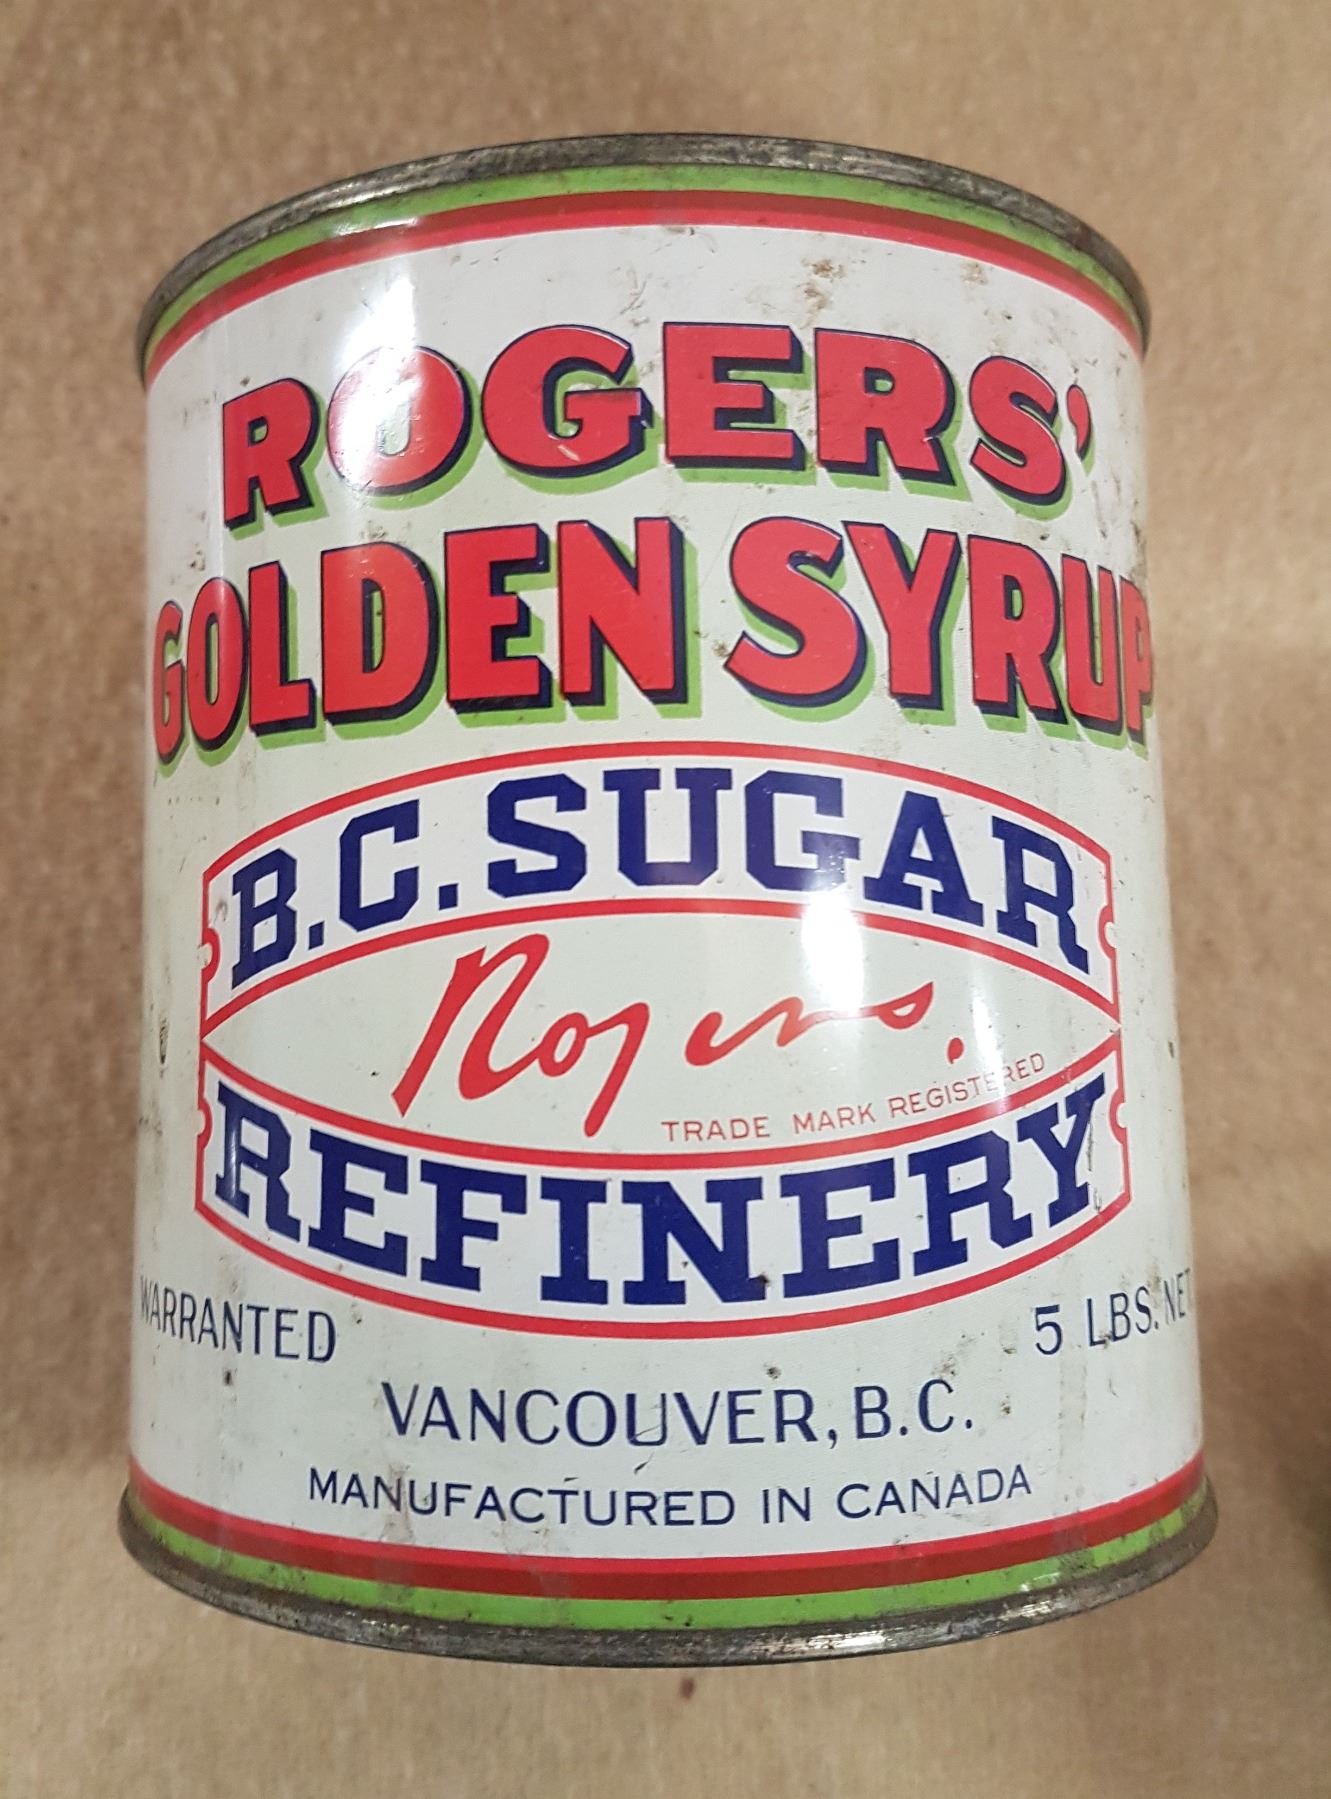 ROGERS'
GOLDEN SYRUP
B.C. SUGAR
Rogers.
TRADE MARK REGISTERED
REFINERY
WARRANTED
5 LBS. NET
VANCOUVER, B.C.
MANUFACTURED IN CANADA